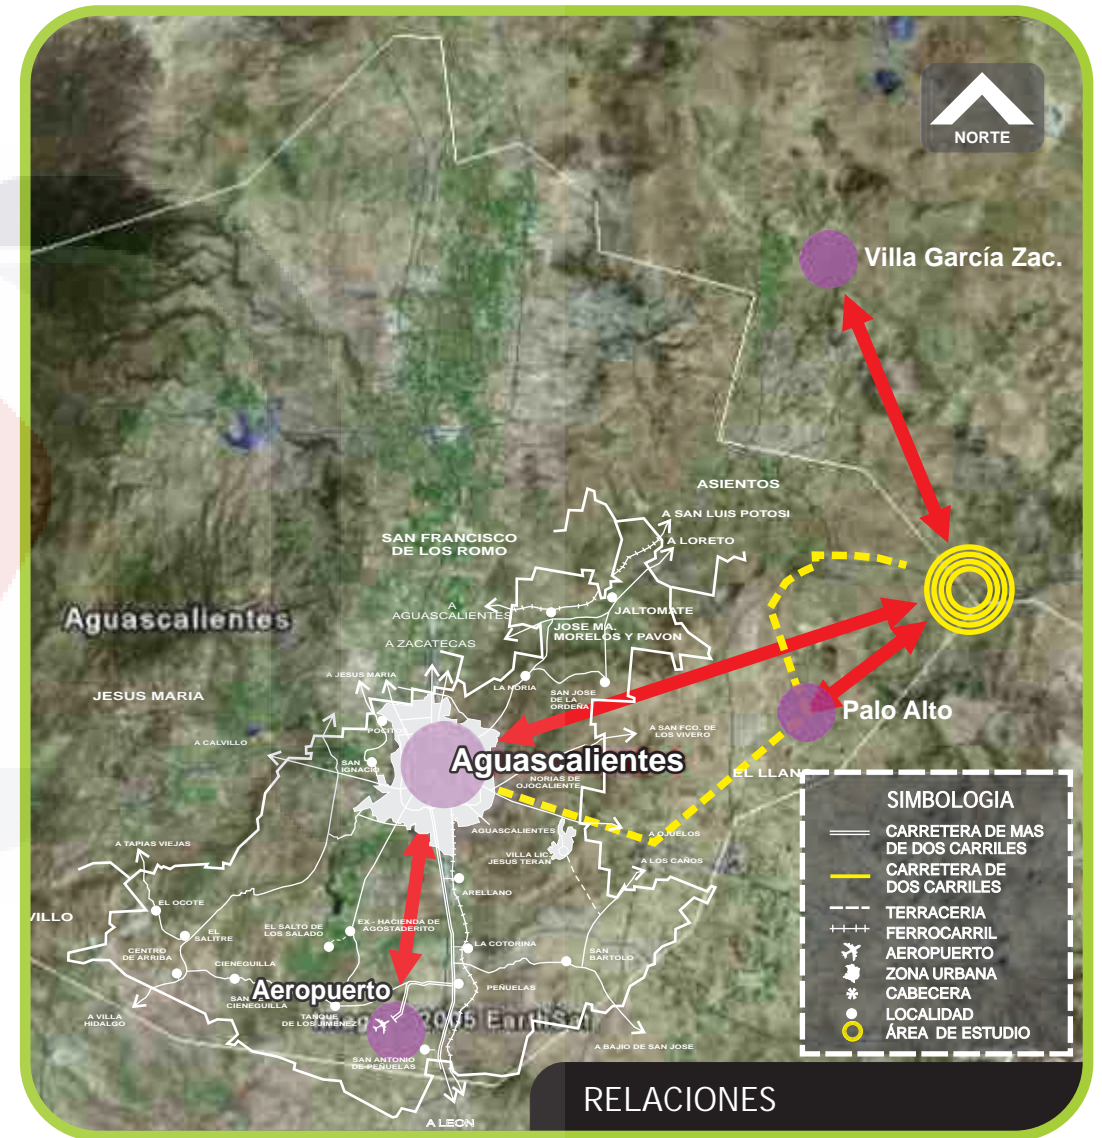 NORTE
Villa García Zac.
ASIENTOS
A SAN LUIS POTOSI
SAN FRANCISCO
DE LOS ROMO
A LORETO
A
AGUASCALIENTES
JALTOMATE
JOSE MA.
MORELOS Y PAVON
Aguascalientes
A ZACATECAS
A JESUS MARIA
LA NORIA
SAN JOSE
DE LA
ORDEÑA
JESUS MARIA
Palo Alto
POCITOS
A SAN FCO. DE
LOS VIVERO
A CALVILLO
SAN
IGNACIO
Aguascalientes
NORIAS DE
OJOCALIENTE
EL LLAN
AGUASCALIENTES
A OJUELOS
A TAPIAS VIEJAS
VILLA LIC.
JESUS TERAN
A LOS CAÑOS
ARELLANO
EL OCOTE
VILLO
EL SALTO DE
LOS SALADO
EX - HACIENDA DE
AGOSTADERITO
EL
SALITRE
LA COTORINA
CENTRO
DE ARRIBA
CIENEGUILLA
SAN
BARTOLO
Aeropuerto
PEÑUELAS
SAN
CIENEGUILLA
A VILLA
HIDALGO
TANQUE
DE LOS JIMENEZ
2006
A BAJIO DE SAN JOSE
SAN ANTONIO
DE PEÑUELAS
A LEON
SIMBOLOGIA
CARRETERA DE MAS
DE DOS CARRILES
CARRETERA DE
DOS CARRILES
TERRACERIA
FERROCARRIL
AEROPUERTO
ZONA URBANA
CABECERA
LOCALIDAD
ÁREA DE ESTUDIO
RELACIONES